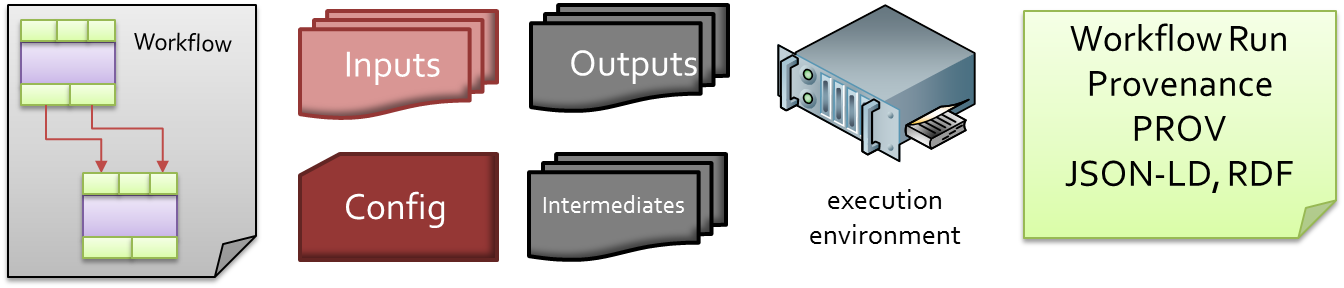 Workflow
Inputs
Outputs
Config
Intermediates
execution
environment
Workflow Run
Provenance
PROV
JSON-LD, RDF